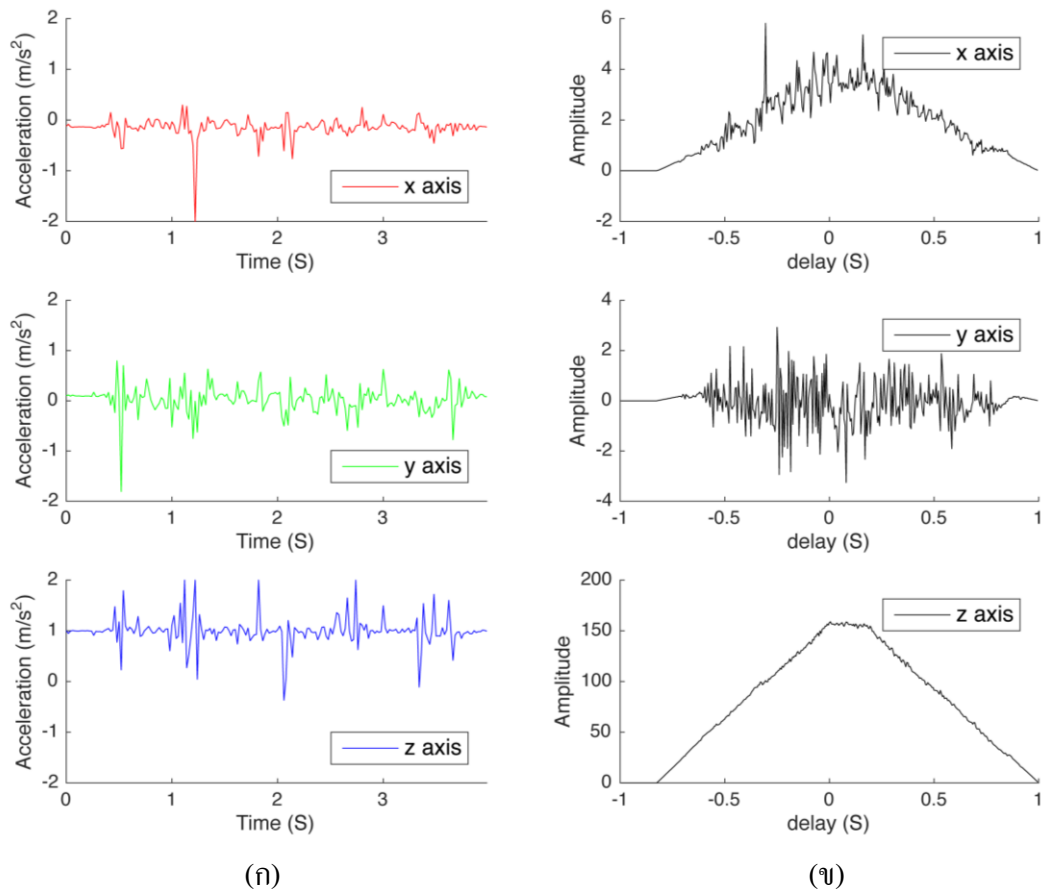 2
1
0
-1
-2
Acceleration (m/s²)
x axis
0 1 2 3
Time (S)
6
4
2
0
-2
Amplitude
x axis
-1 -0.5 0 0.5 1
delay (S)
2
1
0
-1
-2
Acceleration (m/s²)
y axis
0 1 2 3
Time (S)
4
2
0
-2
-4
Amplitude
y axis
-1 -0.5 0 0.5 1
delay (S)
2
1
0
-1
-2
Acceleration (m/s²)
z axis
0 1 2 3
Time (S)
200
150
100
50
0
Amplitude
z axis
-1 -0.5 0 0.5 1
delay (S)
(ก) (ข)